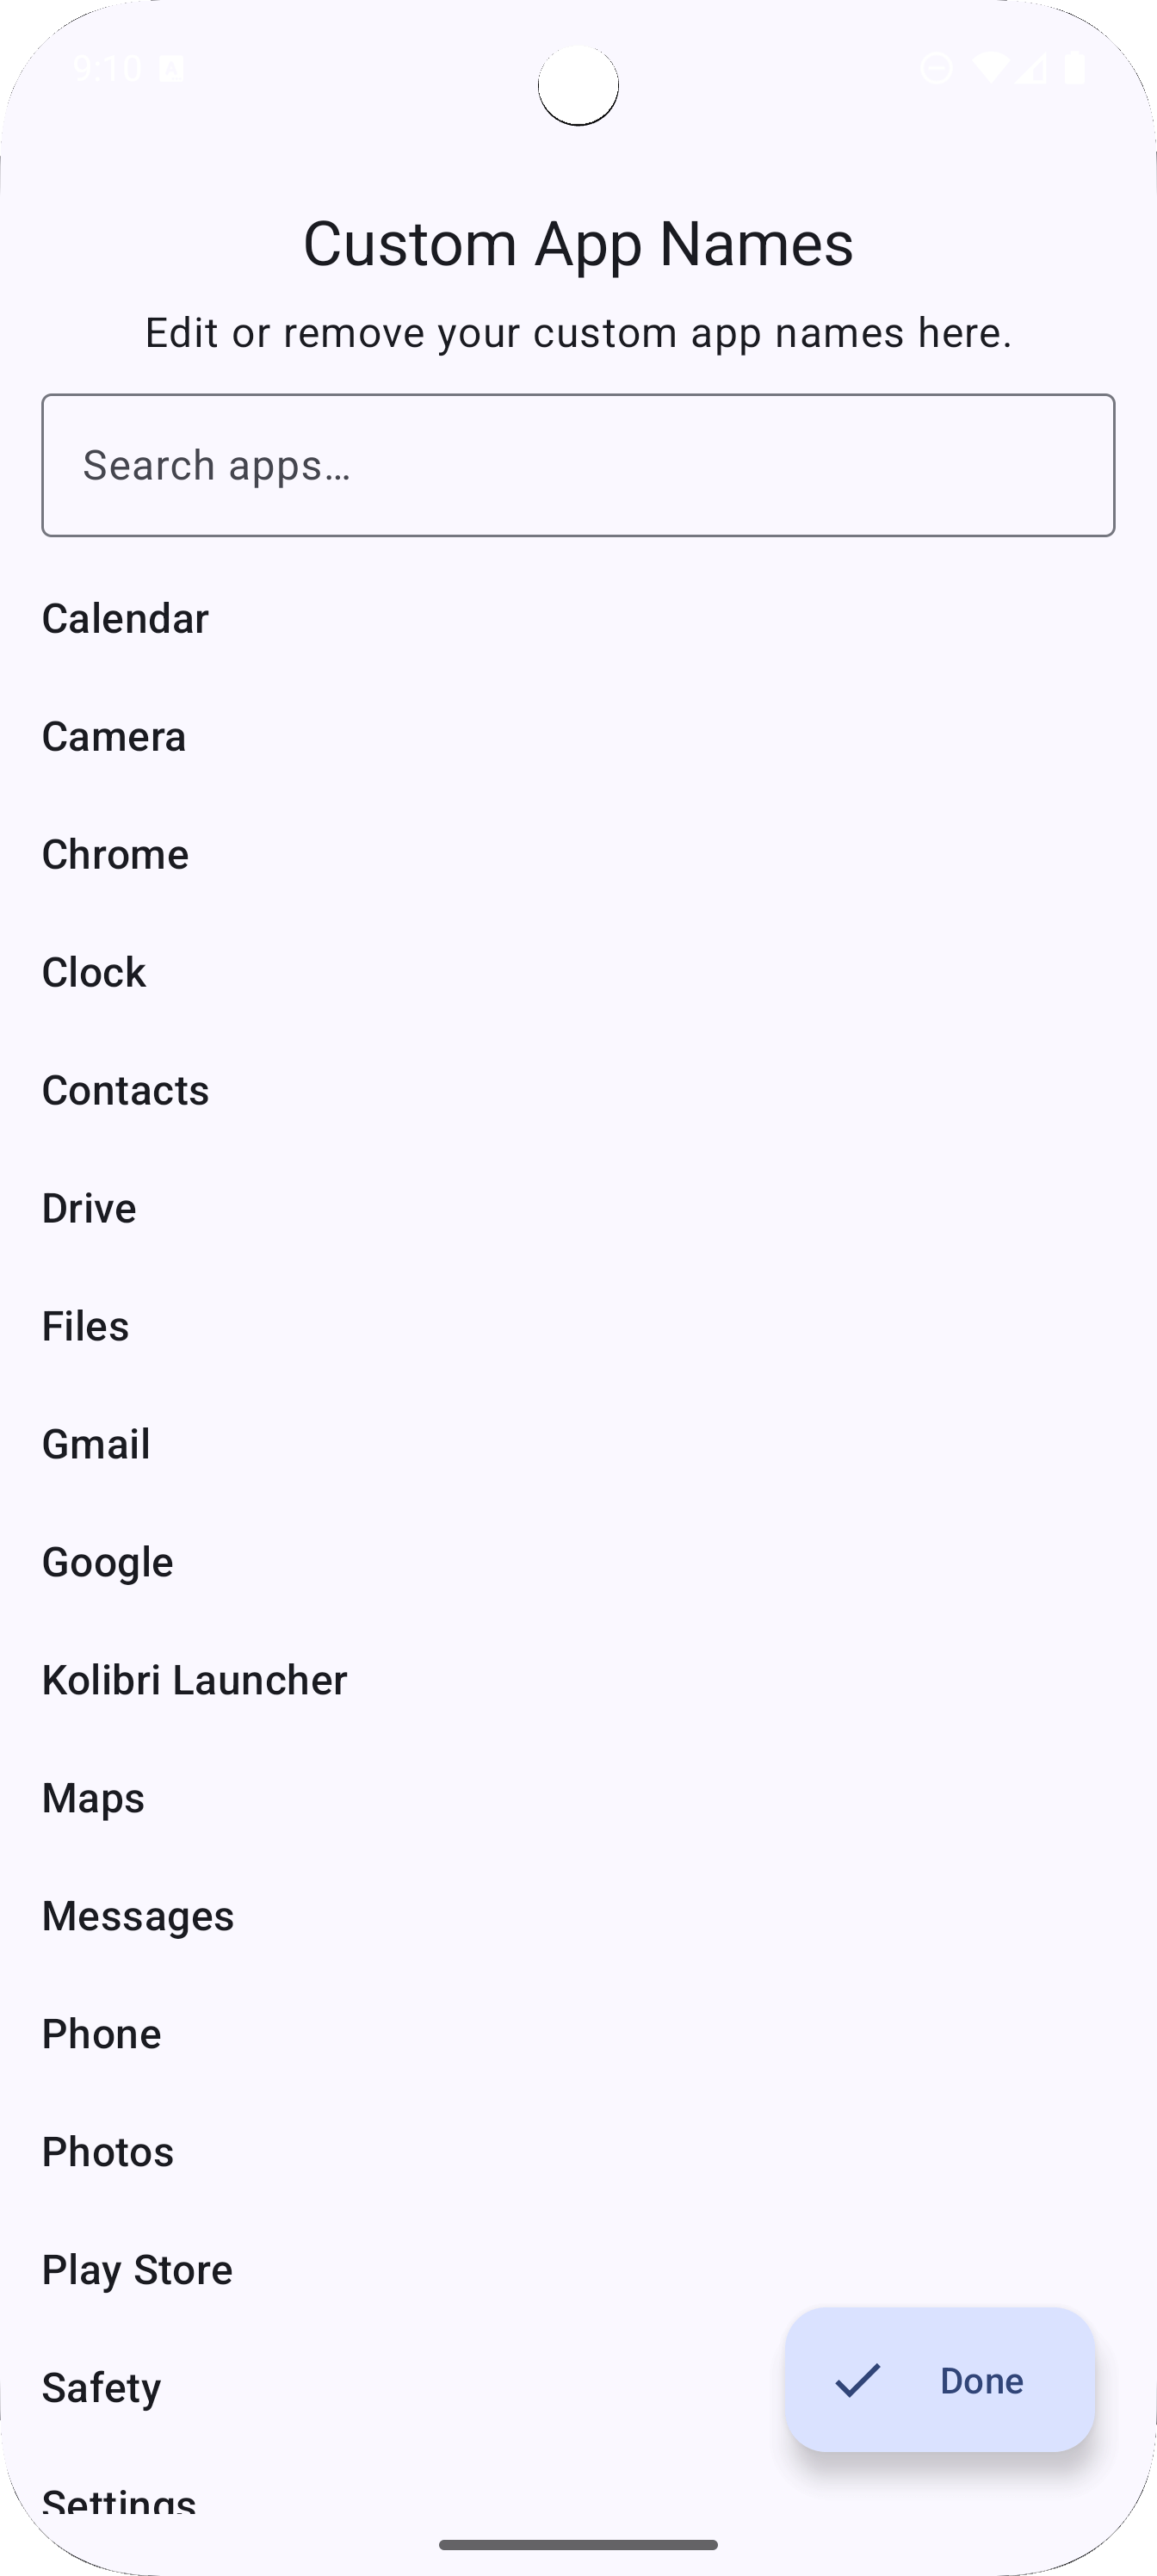 9:10
Custom App Names
Edit or remove your custom app names here.
Search apps…
Calendar
Camera
Chrome
Clock
Contacts
Drive
Files
Gmail
Google
Kolibri Launcher
Maps
Messages
Phone
Photos
Play Store
Safety
Done
Settings